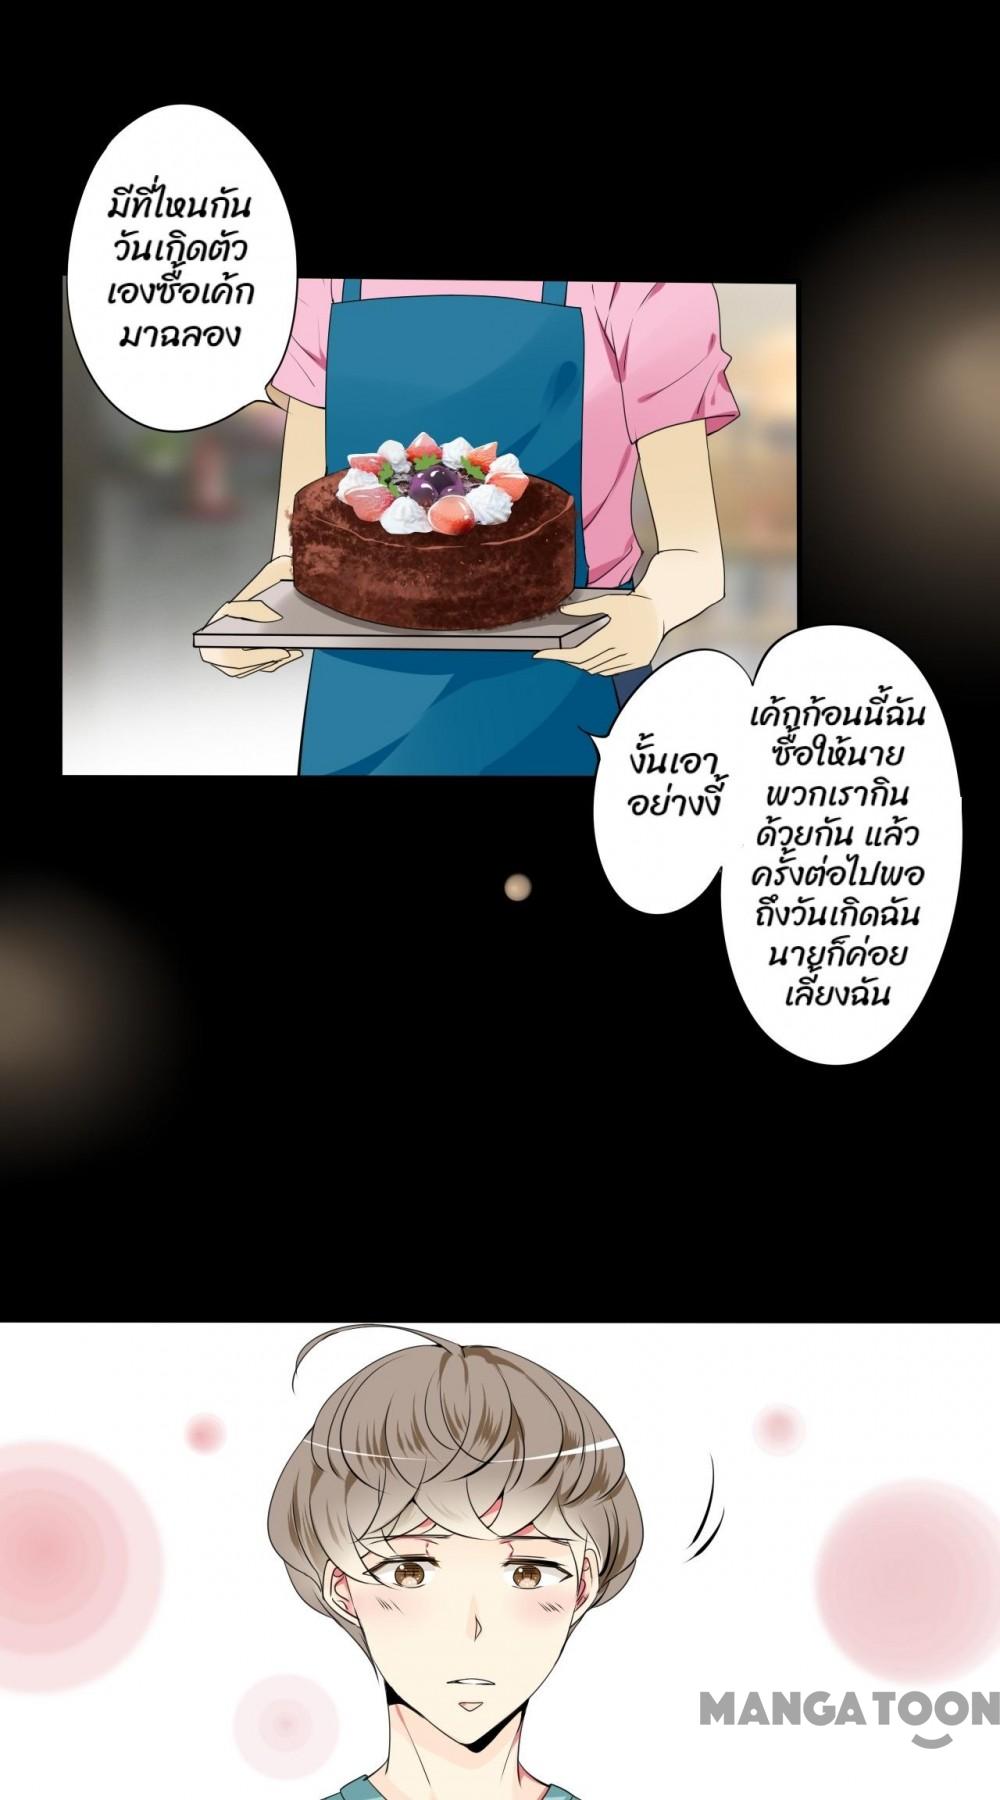 มีที่ไหนกัน
วันเกิดตัว
เองซื้อเค้ก
มาฉลอง
งั้นเอา
อย่างงี้
เค้กก้อนนี้ฉัน
ซื้อให้นาย
พวกเรากิน
ด้วยกัน แล้ว
ครั้งต่อไปพอ
ถึงวันเกิดฉัน
นายก็ค่อย
เลี้ยงฉัน
MANGATOON